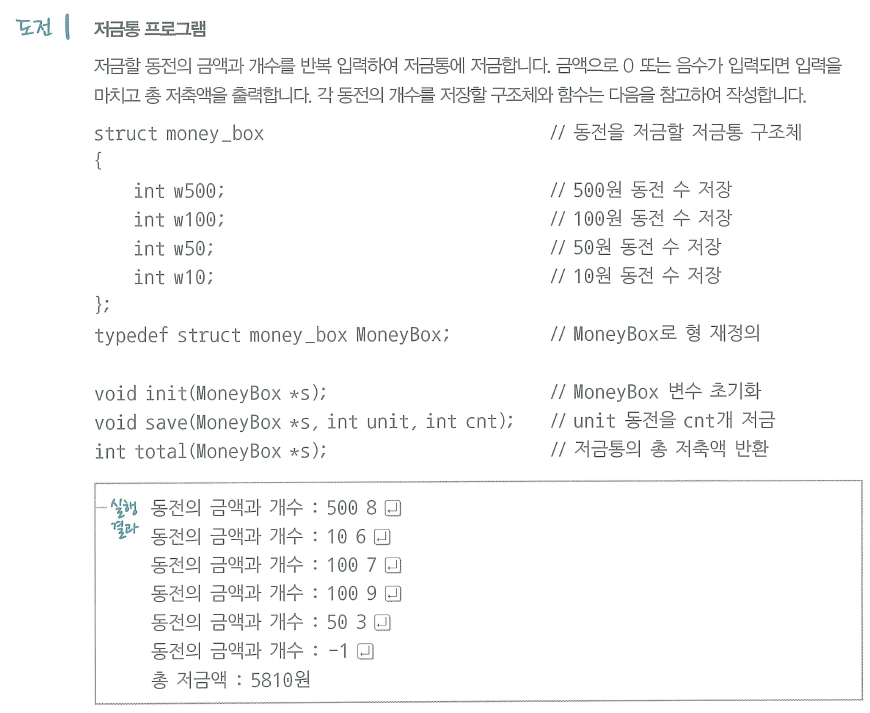 도전 1 저금통 프로그램
저금할 동전의 금액과 개수를 반복 입력하여 저금통에 저금합니다. 금액으로 0 또는 음수가 입력되면 입력을
마치고 총 저축액을 출력합니다. 각 동전의 개수를 저장할 구조체와 함수는 다음을 참고하여 작성합니다.
struct money_box // 동전을 저금할 저금통 구조체
{
int w500; // 500원 동전 수 저장
int w100; // 100원 동전 수 저장
int w50; // 50원 동전 수 저장
int w10; // 10원 동전 수 저장
};
typedef struct money_box MoneyBox; // MoneyBox로 형 재정의
void init(MoneyBox *s); // MoneyBox 변수 초기화
void save(MoneyBox *s, int unit, int cnt); // unit 동전을 cnt개 저금
int total(MoneyBox *s); // 저금통의 총 저축액 반환
실행
결과
동전의 금액과 개수 : 500 8 ↵
동전의 금액과 개수 : 10 6 ↵
동전의 금액과 개수 : 100 7 ↵
동전의 금액과 개수 : 100 9 ↵
동전의 금액과 개수 : 50 3 ↵
동전의 금액과 개수 : -1 ↵
총 저금액 : 5810원